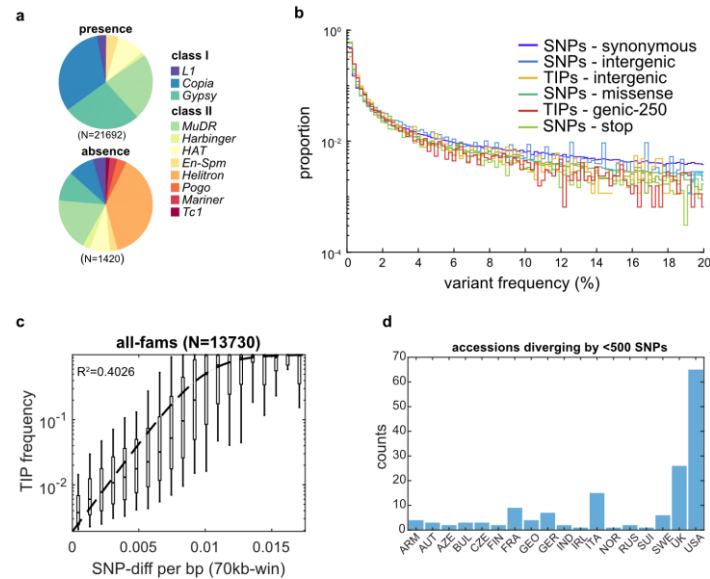 a
presence
(N=21692)
absence
(N=1420)
class I
L1
Copia
Gypsy
class II
MuDR
Harbinger
HAT
En-Spm
Helitron
Pogo
Mariner
Tc1
b
proportion
10^0
10^-2
10^-4
0 2 4 6 8 10 12 14 16 18 20
variant frequency (%)
SNPs - synonymous
SNPs - intergenic
TIPs - intergenic
SNPs - missense
TIPs - genic-250
SNPs - stop
c
all-fams (N=13730)
R²=0.4026
TIP frequency
10^-1
10^-2
0 0.005 0.01 0.015
SNP-diff per bp (70kb-win)
d
accessions diverging by <500 SNPs
counts
70
60
50
40
30
20
10
0
ARM AUT AZE BUL CZE FIN FRA GEO GER IND IRL ITA NOR RUS SUI SWE UK USA